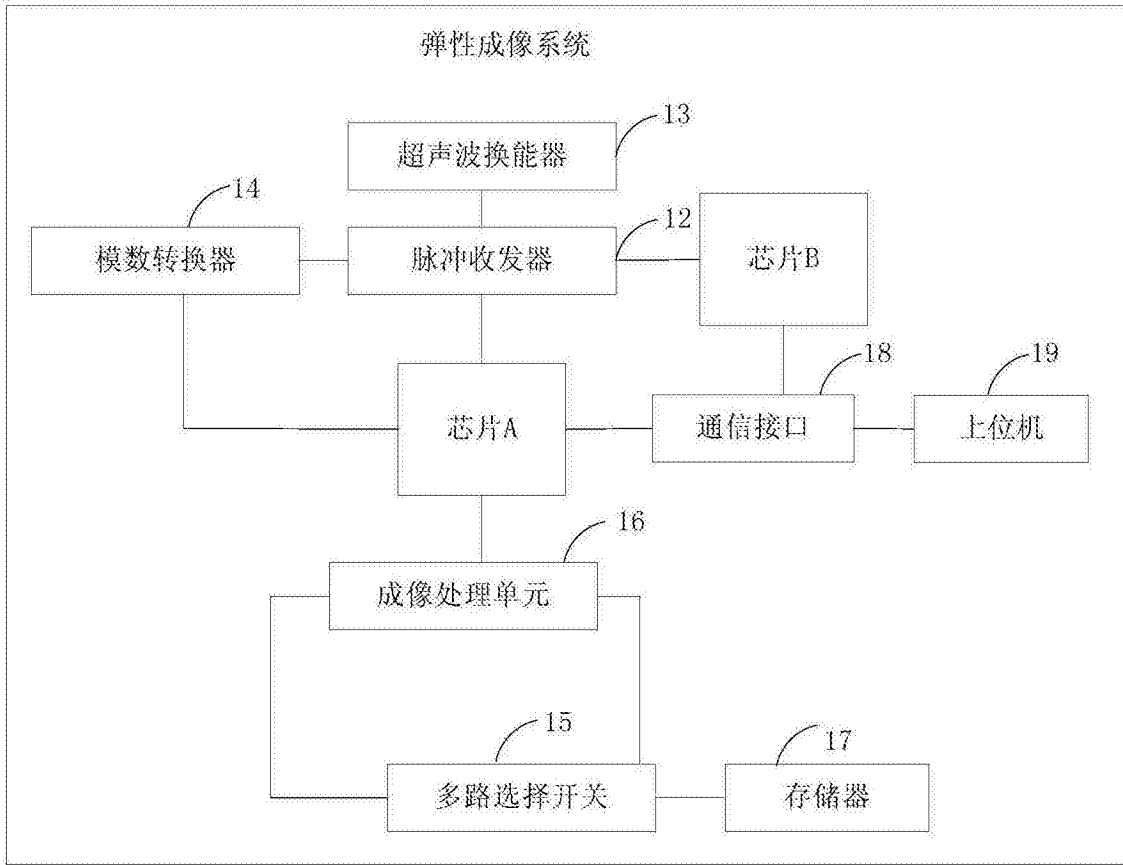 弹性成像系统
13
超声波换能器
14
12
模数转换器
脉冲收发器
芯片B
18
19
芯片A
通信接口
上位机
16
成像处理单元
15
17
多路选择开关
存储器